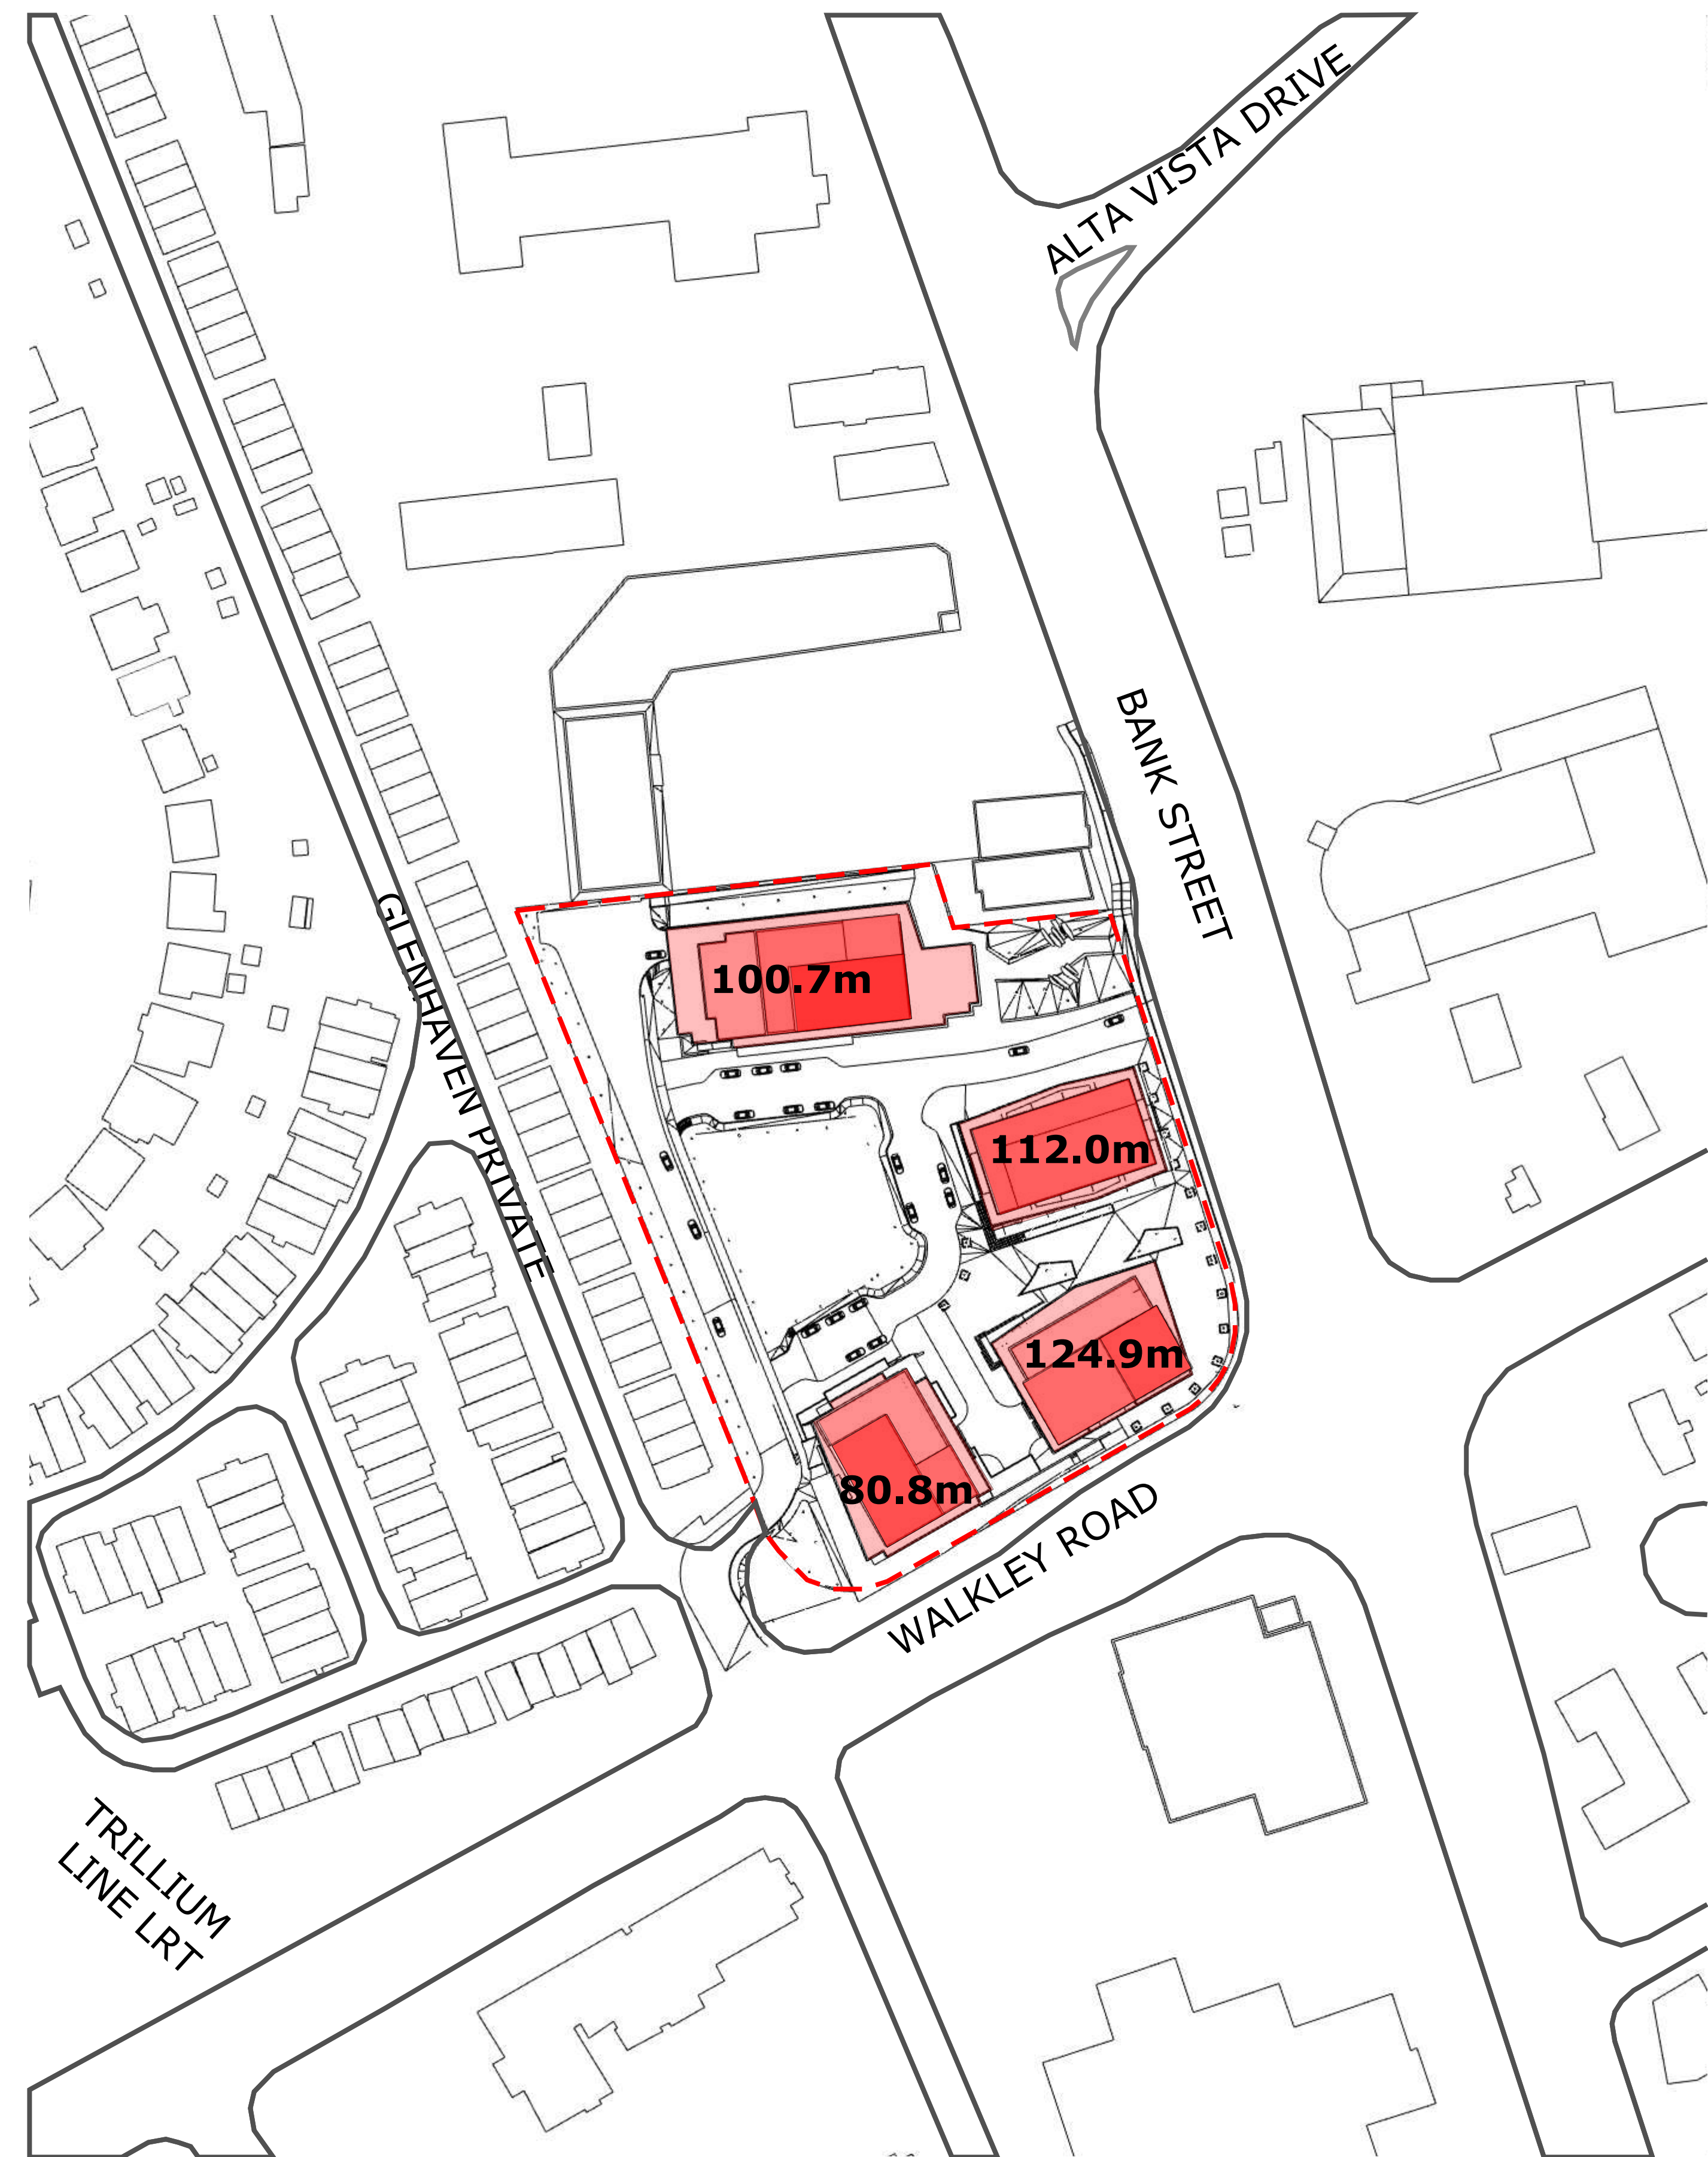 ALTA VISTA DRIVE
BANK STREET
GLENHAVEN PRIVATE
100.7m
112.0m
124.9m
80.8m
WALKLEY ROAD
TRILLIUM
LINE LRT